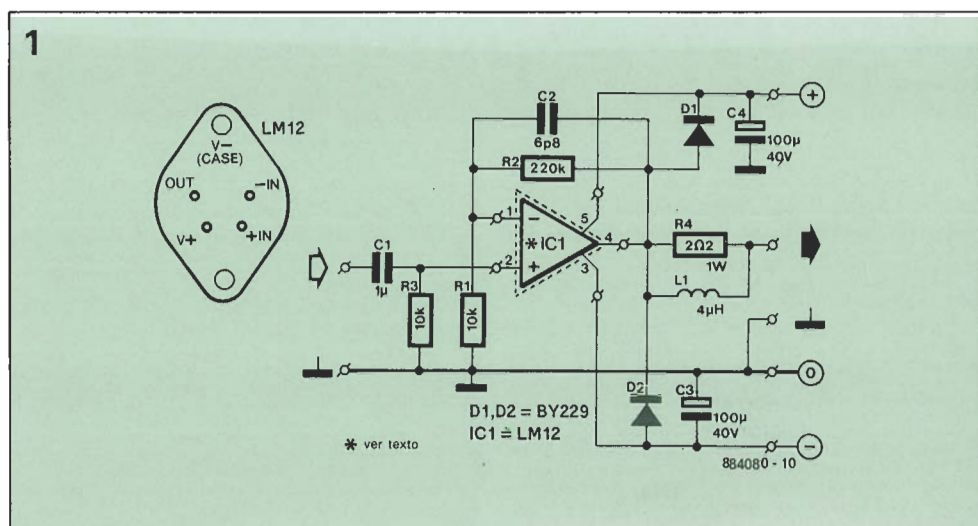 1
LM12
V–
(CASE)
OUT
–IN
V+
+IN
C1
1µ
R3
10k
R1
10k
C2
6p8
R2
220k
1
–
2
+
* IC1
5
4
3
D1
C4
100µ
40V
+
R4
2Ω2
1W
L1
4µH
0
D2
C3
100µ
40V
–
D1,D2 = BY229
IC1 = LM12
* ver texto
884080 - 10